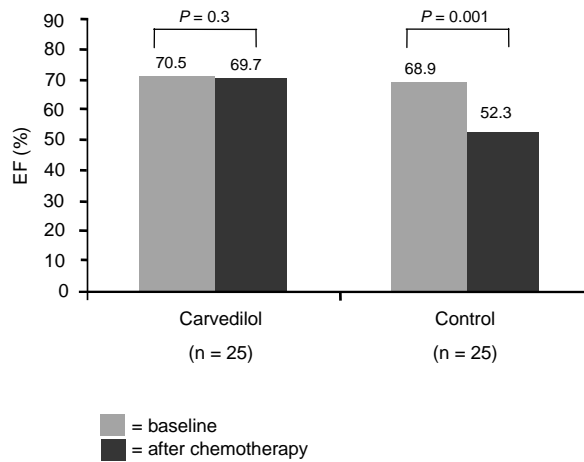 P = 0.3
P = 0.001
70.5
69.7
68.9
52.3
EF (%)
90
80
70
60
50
40
30
20
10
0
Carvedilol
Control
(n = 25)
(n = 25)
= baseline
= after chemotherapy